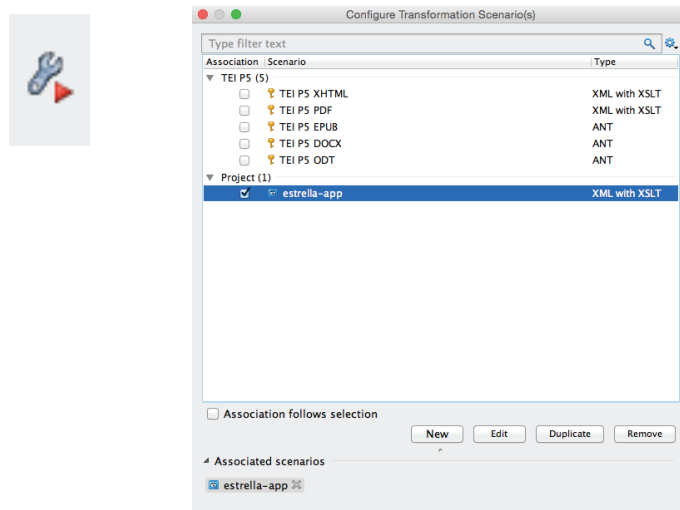 Configure Transformation Scenario(s)
Type filter text
Association Scenario Type
TEI P5 (5)
TEI P5 XHTML XML with XSLT
TEI P5 PDF XML with XSLT
TEI P5 EPUB ANT
TEI P5 DOCX ANT
TEI P5 ODT ANT
Project (1)
estrella-app XML with XSLT
Association follows selection
New Edit Duplicate Remove
Associated scenarios
estrella-app